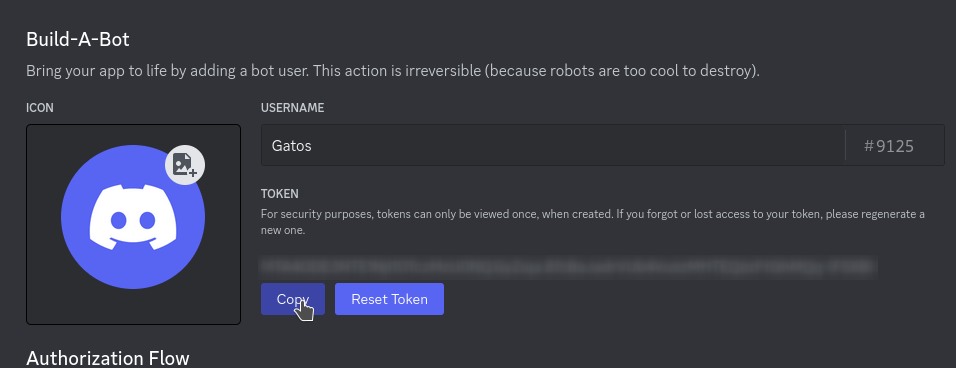 Build-A-Bot
Bring your app to life by adding a bot user. This action is irreversible (because robots are too cool to destroy).
ICON
USERNAME
Gatos
#9125
TOKEN
For security purposes, tokens can only be viewed once, when created. If you forgot or lost access to your token, please regenerate a
new one.
Copy
Reset Token
Authorization Flow